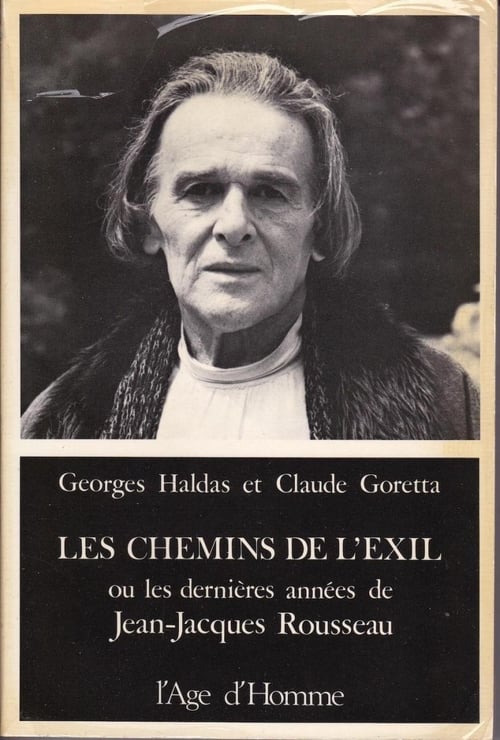 Georges Haldas et Claude Goretta
LES CHEMINS DE L'EXIL
ou les dernières années de
Jean-Jacques Rousseau
l'Age d'Homme